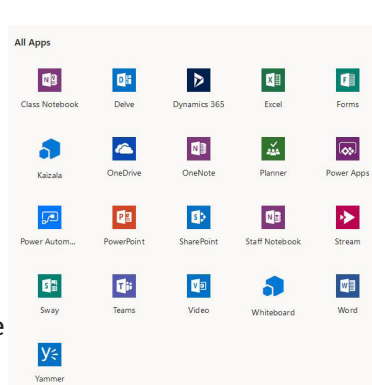 All Apps
Class Notebook Delve Dynamics 365 Excel Forms
Kaizala OneDrive OneNote Planner Power Apps
Power Autom... PowerPoint SharePoint Staff Notebook Stream
Sway Teams Video Whiteboard Word
e
Yammer